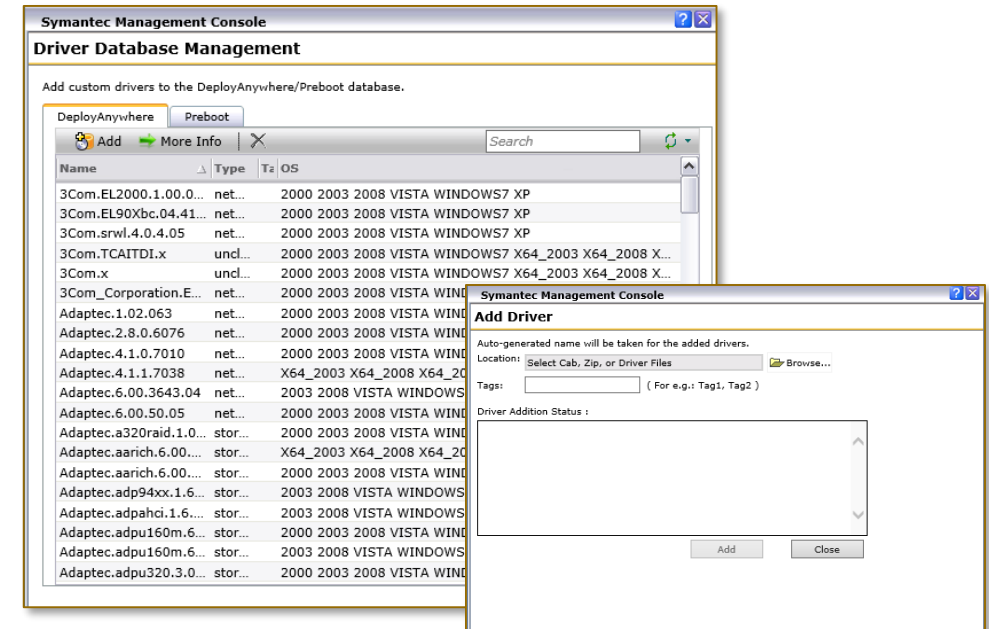 Symantec Management Console
Driver Database Management
Add custom drivers to the DeployAnywhere/Preboot database.
DeployAnywhere Preboot
Add More Info Search
Name Type Ta OS
3Com.EL2000.1.00.0... net... 2000 2003 2008 VISTA WINDOWS7 XP
3Com.EL90Xbc.04.41... net... 2000 2003 2008 VISTA WINDOWS7 XP
3Com.srwl.4.0.4.05 net... 2000 2003 2008 VISTA WINDOWS7 XP
3Com.TCAITDI.x uncl... 2000 2003 2008 VISTA WINDOWS7 X64_2003 X64_2008 X...
3Com.x uncl... 2000 2003 2008 VISTA WINDOWS7 X64_2003 X64_2008 X...
3Com_Corporation.E... net... 2000 2003 2008 VISTA WIND
Adaptec.1.02.063 net... 2000 2003 2008 VISTA WIND
Adaptec.2.8.0.6076 net... 2000 2003 2008 VISTA WIND
Adaptec.4.1.0.7010 net... 2000 2003 2008 VISTA WIND
Adaptec.4.1.1.7038 net... X64_2003 X64_2008 X64_20
Adaptec.6.00.3643.04 net... 2003 2008 VISTA WINDOWS
Adaptec.6.00.50.05 net... 2000 2003 2008 VISTA WIND
Adaptec.a320raid.1.0... stor... 2000 2003 2008 VISTA WIND
Adaptec.aarich.6.00.... stor... X64_2003 X64_2008 X64_20
Adaptec.aarich.6.00.... stor... 2000 2003 2008 VISTA WIND
Adaptec.adp94xx.1.6... stor... 2003 2008 VISTA WINDOWS
Adaptec.adpahci.1.6.... stor... 2003 2008 VISTA WINDOWS
Adaptec.adpu160m.6... stor... 2000 2003 2008 VISTA WIND
Adaptec.adpu160m.6... stor... 2003 2008 VISTA WINDOWS
Adaptec.adpu320.3.0... stor... 2000 2003 2008 VISTA WIND
Symantec Management Console
Add Driver
Auto-generated name will be taken for the added drivers.
Location: Select Cab, Zip, or Driver Files Browse...
Tags: ( For e.g.: Tag1, Tag2 )
Driver Addition Status :
Add Close